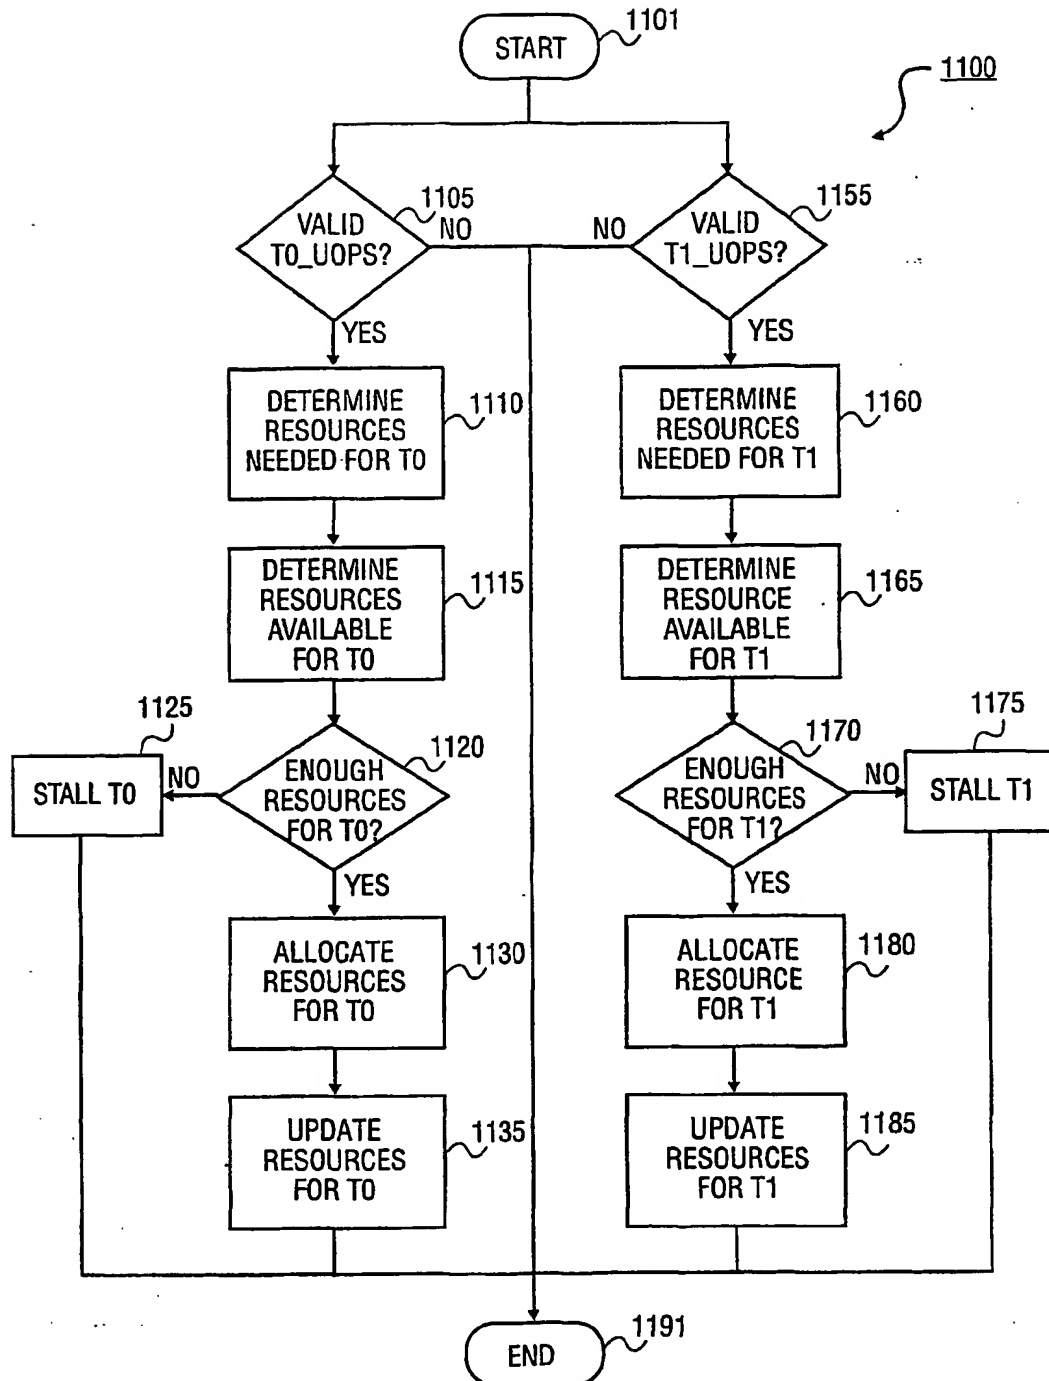 START
1101
1100
VALID
T0_UOPS?
1105
NO
NO
VALID
T1_UOPS?
1155
YES
YES
DETERMINE
RESOURCES
NEEDED FOR T0
1110
DETERMINE
RESOURCES
NEEDED FOR T1
1160
DETERMINE
RESOURCES
AVAILABLE
FOR T0
1115
DETERMINE
RESOURCE
AVAILABLE
FOR T1
1165
1125
STALL T0
NO
ENOUGH
RESOURCES
FOR T0?
1120
ENOUGH
RESOURCES
FOR T1?
1170
NO
1175
STALL T1
YES
YES
ALLOCATE
RESOURCES
FOR T0
1130
ALLOCATE
RESOURCE
FOR T1
1180
UPDATE
RESOURCES
FOR T0
1135
UPDATE
RESOURCES
FOR T1
1185
END
1191